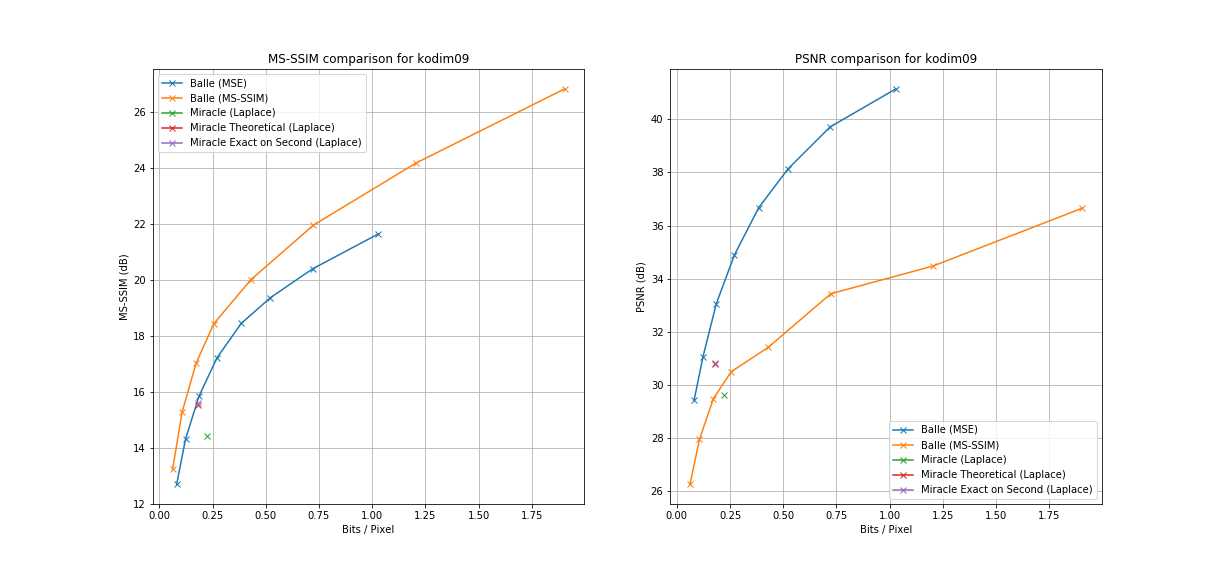 MS-SSIM comparison for kodim09
Balle (MSE)
Balle (MS-SSIM)
Miracle (Laplace)
Miracle Theoretical (Laplace)
Miracle Exact on Second (Laplace)
MS-SSIM (dB)
26
24
22
20
18
16
14
12
0.00 0.25 0.50 0.75 1.00 1.25 1.50 1.75
Bits / Pixel
PSNR comparison for kodim09
PSNR (dB)
40
38
36
34
32
30
28
26
Balle (MSE)
Balle (MS-SSIM)
Miracle (Laplace)
Miracle Theoretical (Laplace)
Miracle Exact on Second (Laplace)
0.00 0.25 0.50 0.75 1.00 1.25 1.50 1.75
Bits / Pixel